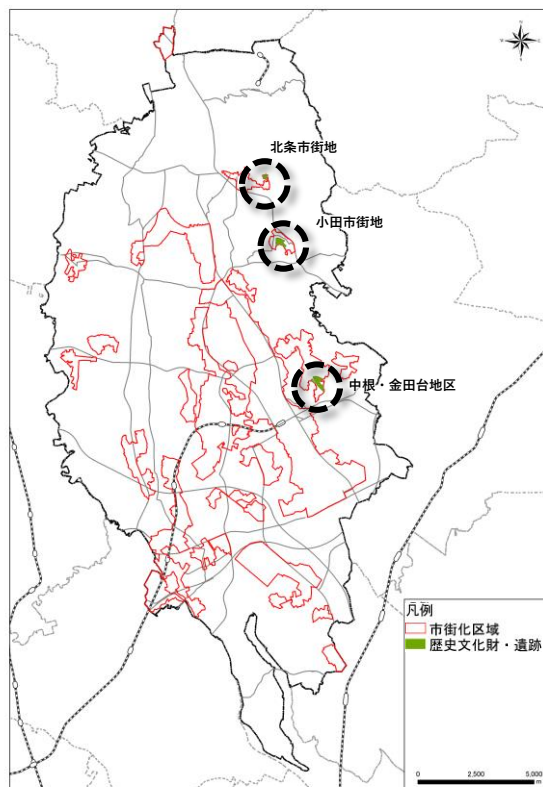 北条市街地
小田市街地
中根・金田台地区
凡例
市街化区域
歴史文化財・遺跡
0 2,500 5,000
m